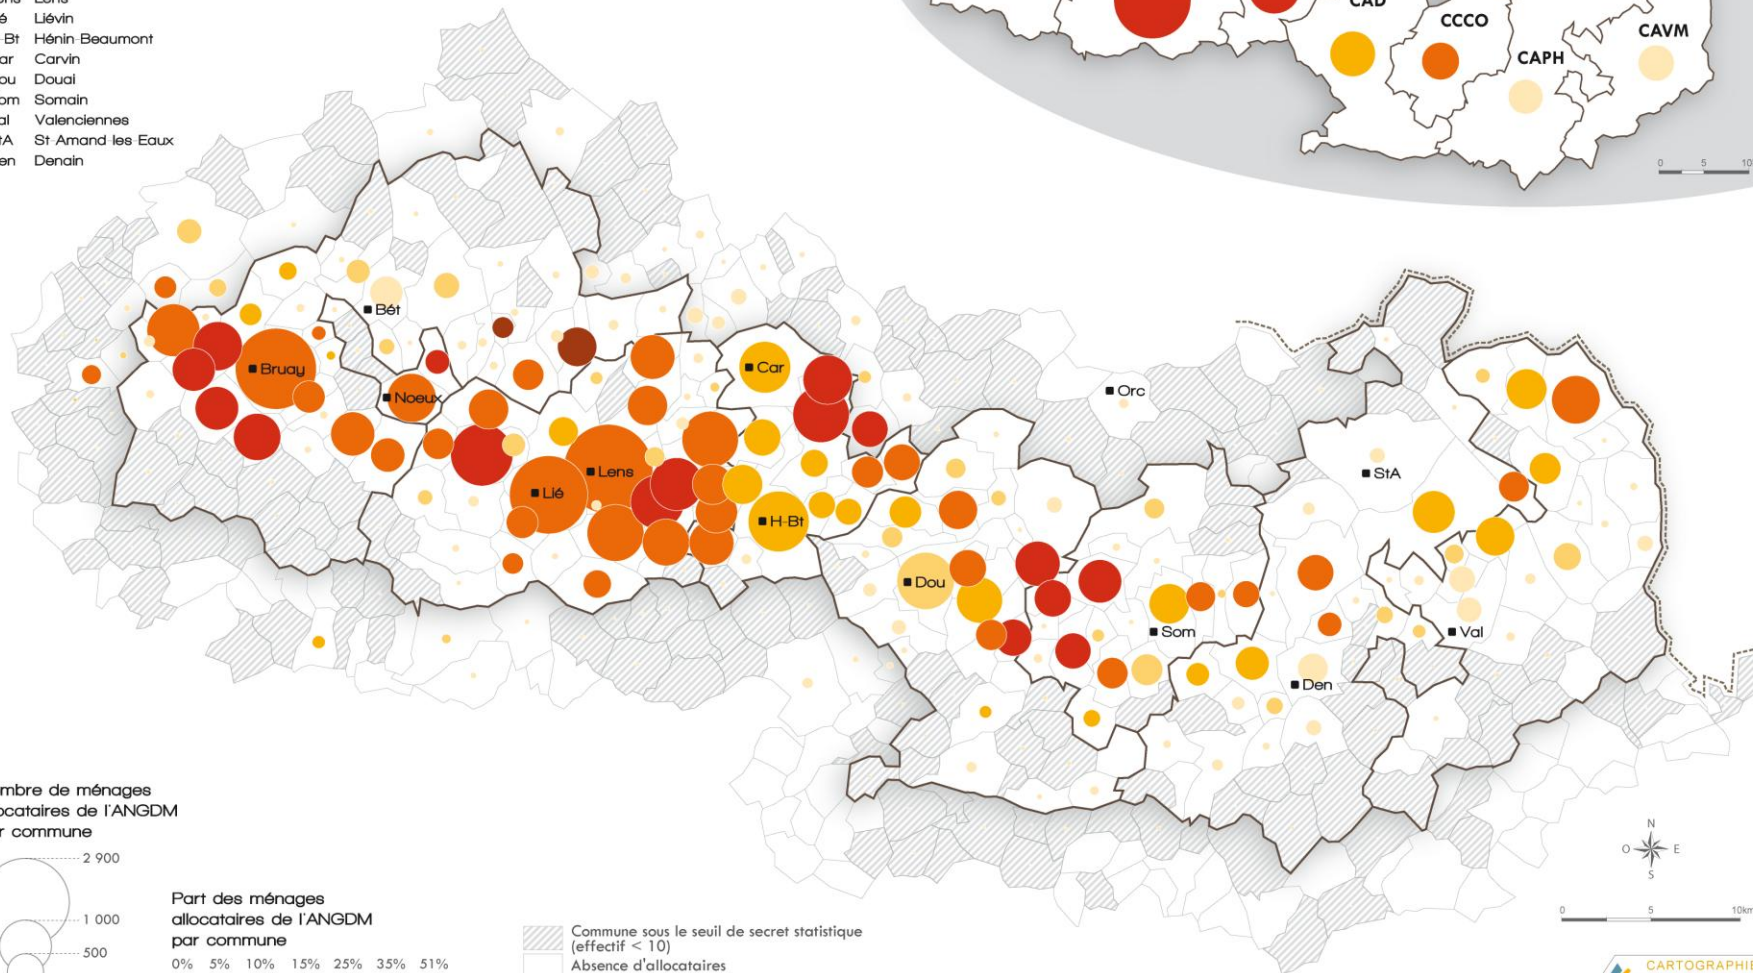 Liévin
Bt Hénin-Beaumont
Carvin
Douai
Somain
Valenciennes
StA St Amand les Eaux
Denain
CCCO
CAPH
CAVM
0 5
Bét
Bruay
Noeux
Car
Orc
Lens
Lié
H-Bt
StA
Dou
Som
Val
Den
N
O E
S
0 5 10km
de ménages
de l'ANGDM
commune
2 900
1 000
500
Part des ménages
allocataires de l'ANGDM
par commune
0% 5% 10% 15% 25% 35% 51%
Commune sous le seuil de secret statistique
(effectif < 10)
Absence d'allocataires
CARTOGRAPHIE